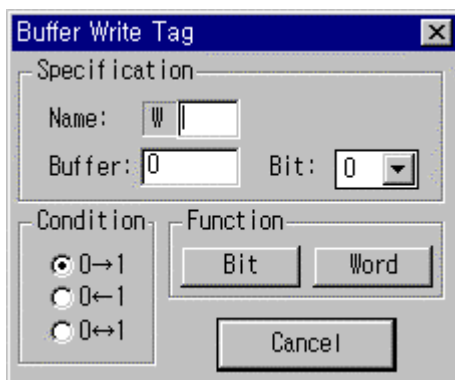 Buffer Write Tag
Specification
Name: W
Buffer: 0 Bit: 0
Condition
0→1
0←1
0↔1
Function
Bit Word
Cancel